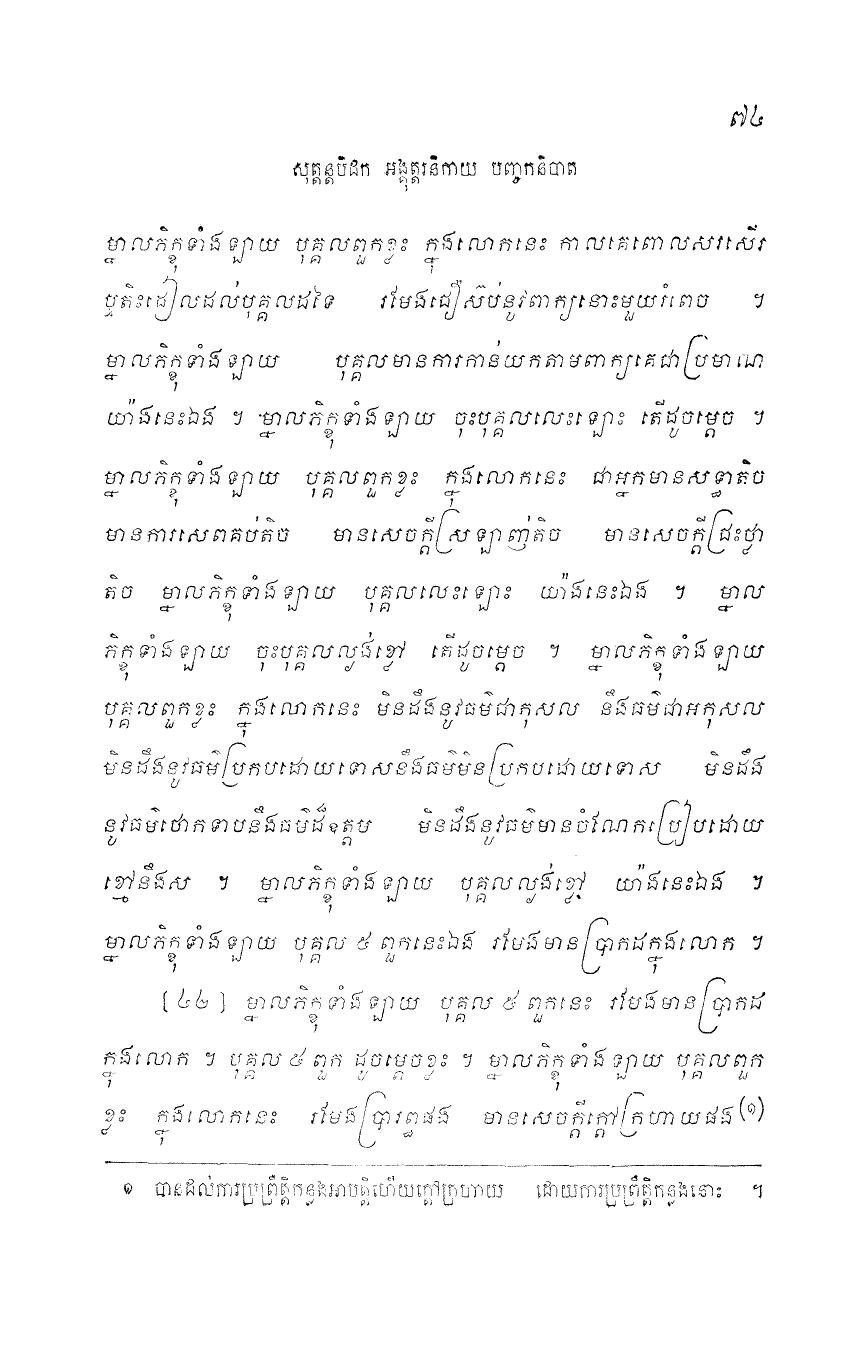 ៧៤
សុត្តន្តបិដក អង្គុត្តរនិកាយ បញ្ចកនិបាត
ម្នាលភិក្ខុទាំងឡាយ បុគ្គលពួកខ្លះ ក្នុងលោកនេះ កាលគេពោលសរសើរ
ឬតិះដៀលដល់បុគ្គលដទៃ រមែងជឿស៊ប់នូវពាក្យនោះមួយរំពេច ។
ម្នាលភិក្ខុទាំងឡាយ បុគ្គលមានការកាន់យកតាមពាក្យគេជាប្រមាណ
យ៉ាងនេះឯង ។ ម្នាលភិក្ខុទាំងឡាយ ចុះបុគ្គលលេះឡោះ តើដូចម្តេច ។
ម្នាលភិក្ខុទាំងឡាយ បុគ្គលពួកខ្លះ ក្នុងលោកនេះ ជាអ្នកមានសទ្ធាតិច
មានការសេពគប់តិច មានសេចក្តីស្រឡាញ់តិច មានសេចក្តីជ្រះថ្លា
តិច ម្នាលភិក្ខុទាំងឡាយ បុគ្គលលេះឡោះ យ៉ាងនេះឯង ។ ម្នាល
ភិក្ខុទាំងឡាយ ចុះបុគ្គលល្ងង់ខ្លៅ តើដូចម្តេច ។ ម្នាលភិក្ខុទាំងឡាយ
បុគ្គលពួកខ្លះ ក្នុងលោកនេះ មិនដឹងនូវធម៌ជាកុសល នឹងធម៌ជាអកុសល
មិនដឹងនូវធម៌ប្រកបដោយទោសនឹងធម៌មិនប្រកបដោយទោស មិនដឹង
នូវធម៌ថោកទាបនឹងធម៌ដ៏ឧត្តម មិនដឹងនូវធម៌មានចំណែកប្រៀបដោយ
ខ្មៅនឹងស ។ ម្នាលភិក្ខុទាំងឡាយ បុគ្គលល្ងង់ខ្លៅ យ៉ាងនេះឯង ។
ម្នាលភិក្ខុទាំងឡាយ បុគ្គល ៥ ពួកនេះឯង រមែងមានប្រាកដក្នុងលោក ។
[៤២] ម្នាលភិក្ខុទាំងឡាយ បុគ្គល ៥ ពួកនេះ រមែងមានប្រាកដ
ក្នុងលោក ។ បុគ្គល ៥ ពួក ដូចម្តេចខ្លះ ។ ម្នាលភិក្ខុទាំងឡាយ បុគ្គលពួក
ខ្លះ ក្នុងលោកនេះ រមែងប្រារព្ធផង មានសេចក្តីក្តៅក្រហាយផង(១)
១ បានដល់ការប្រព្រឹត្តិកន្លងអាបត្តិហើយក្តៅក្រហាយ ដោយការប្រព្រឹត្តិកន្លងនោះ ។